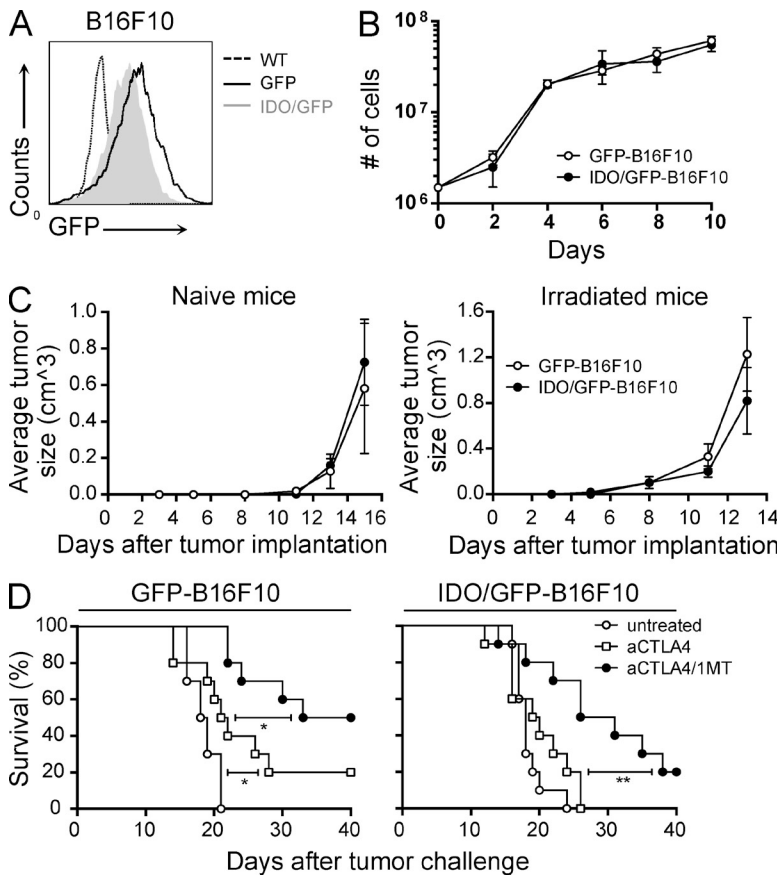 A
B16F10
WT
GFP
IDO/GFP
Counts
0
GFP
B
10^8
10^7
10^6
# of cells
GFP-B16F10
IDO/GFP-B16F10
0 2 4 6 8 10
Days
C
Naive mice
1.0
0.8
0.6
0.4
0.2
0.0
Average tumor
size (cm^3)
0 2 4 6 8 10 12 14 16
Days after tumor implantation
Irradiated mice
1.6
1.2
0.8
0.4
0.0
Average tumor
size (cm^3)
GFP-B16F10
IDO/GFP-B16F10
0 2 4 6 8 10 12 14
Days after tumor implantation
D
GFP-B16F10
100
80
60
40
20
0
Survival (%)
*
*
0 10 20 30 40
IDO/GFP-B16F10
untreated
aCTLA4
aCTLA4/1MT
**
0 10 20 30 40
Days after tumor challenge